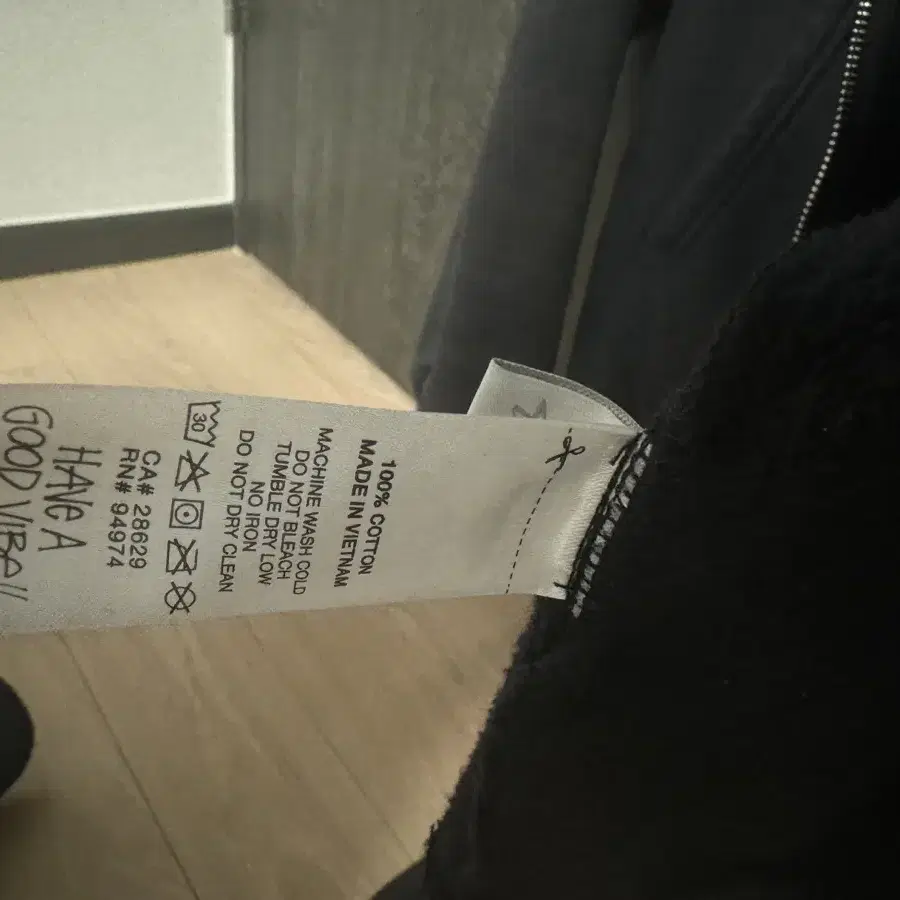 100% COTTON
MADE IN VIETNAM
MACHINE WASH COLD
DO NOT BLEACH
TUMBLE DRY LOW
NO IRON
DO NOT DRY CLEAN
30
CA# 28629
RN# 94974
HAVE A
GOOD VIBE!!